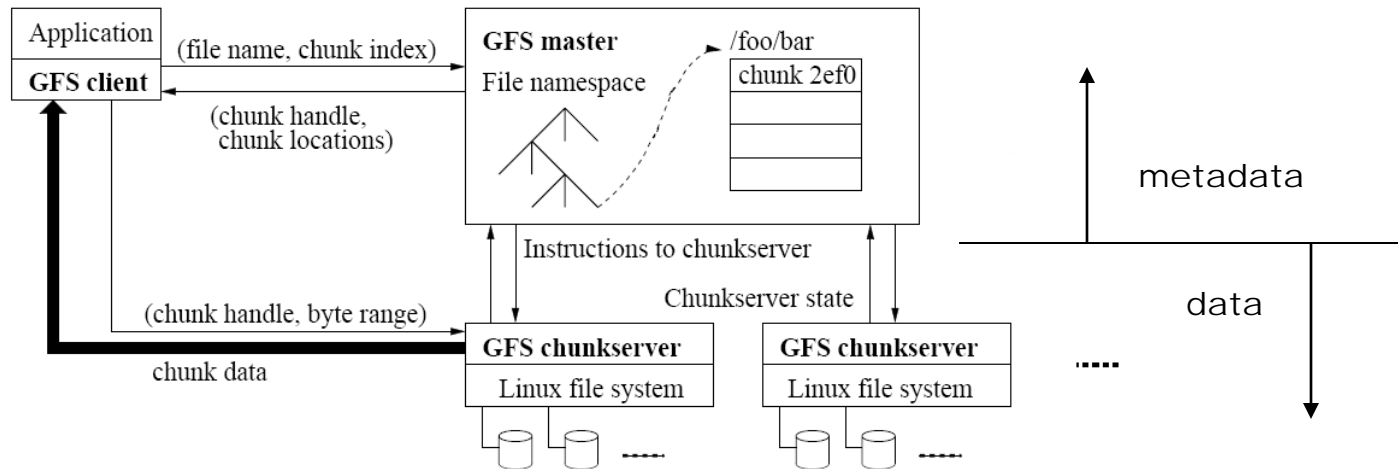 Application
GFS client
(file name, chunk index)
(chunk handle,
chunk locations)
GFS master
File namespace
/foo/bar
chunk 2ef0
metadata
data
Instructions to chunkserver
Chunkserver state
(chunk handle, byte range)
chunk data
GFS chunkserver
Linux file system
GFS chunkserver
Linux file system